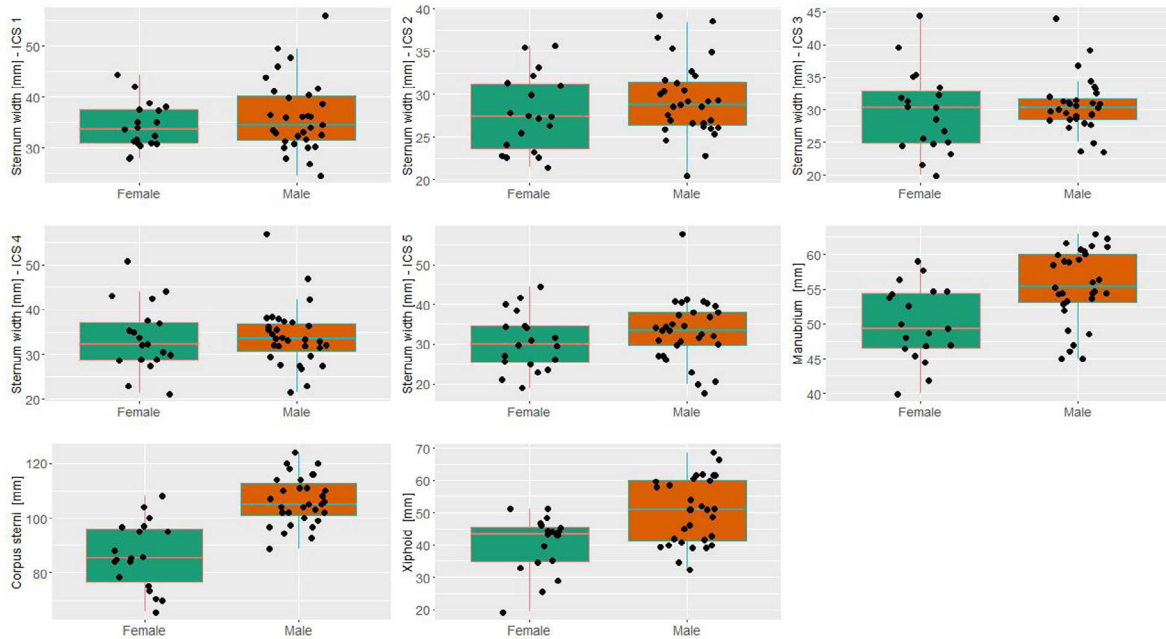 Sternum width [mm] - ICS 1
50
40
30
Female
Male
Sternum width [mm] - ICS 2
40
35
30
25
20
Female
Male
Sternum width [mm] - ICS 3
45
40
35
30
25
20
Female
Male
Sternum width [mm] - ICS 4
50
40
30
20
Female
Male
Sternum width [mm] - ICS 5
50
40
30
20
Female
Male
Manubrium [mm]
60
55
50
45
40
Female
Male
Corpus sterni [mm]
120
100
80
Female
Male
Xiphoid [mm]
70
60
50
40
30
20
Female
Male